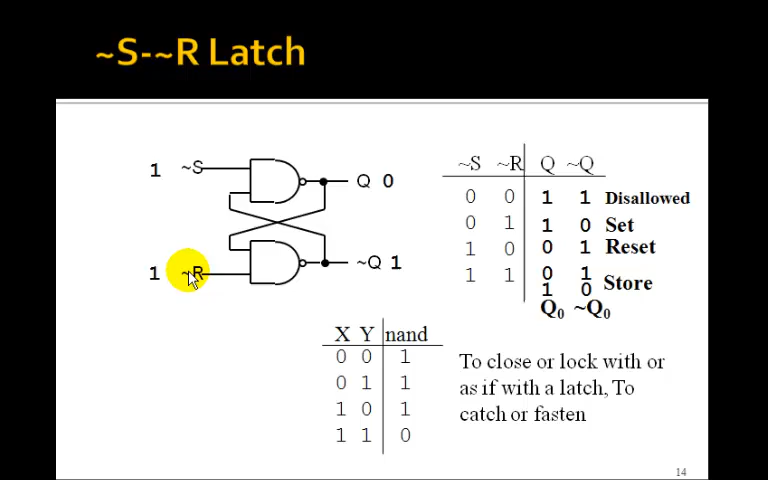 ~S-~R Latch
1 ~S
Q 0
1 ~R
~Q 1
~S ~R Q ~Q
0 0 1 1 Disallowed
0 1 1 0 Set
1 0 0 1 Reset
1 1 0 1
1 0 Store
Q₀ ~Q₀
X Y nand
0 0 1
0 1 1
1 0 1
1 1 0
To close or lock with or
as if with a latch, To
catch or fasten
14